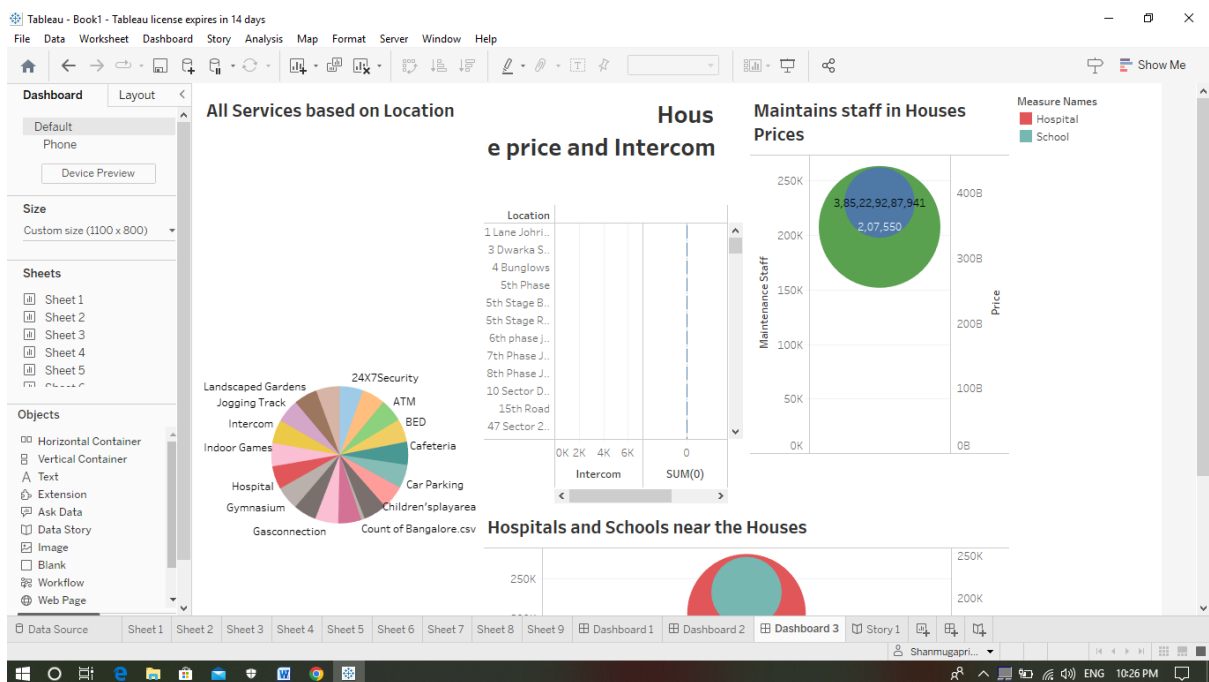 Tableau - Book1 - Tableau license expires in 14 days
File Data Worksheet Dashboard Story Analysis Map Format Server Window Help
Show Me
Dashboard Layout
Default
Phone
Device Preview
Size
Custom size (1100 x 800)
Sheets
Sheet 1
Sheet 2
Sheet 3
Sheet 4
Sheet 5
Objects
Horizontal Container
Vertical Container
Text
Extension
Ask Data
Data Story
Image
Blank
Workflow
Web Page
All Services based on Location
24X7Security
ATM
BED
Cafeteria
Car Parking
Children'splayarea
Count of Bangalore.csv
Gasconnection
Gymnasium
Hospital
Indoor Games
Intercom
Jogging Track
Landscaped Gardens
Hous
e price and Intercom
Location
1 Lane Johri..
3 Dwarka S..
4 Bunglows
5th Phase
5th Stage B..
5th Stage R..
6th phase j..
7th Phase J..
8th Phase J..
10 Sector D..
15th Road
47 Sector 2..
0K 2K 4K 6K 0
Intercom SUM(0)
Maintains staff in Houses
Prices
250K
200K
150K
100K
50K
0K
Maintenance Staff
3,85,22,92,87,941
2,07,550
400B
300B
200B
100B
0B
Price
Measure Names
Hospital
School
Hospitals and Schools near the Houses
250K
250K
200K
Data Source Sheet 1 Sheet 2 Sheet 3 Sheet 4 Sheet 5 Sheet 6 Sheet 7 Sheet 8 Sheet 9 Dashboard 1 Dashboard 2 Dashboard 3 Story 1
Shanmugapri...
ENG 10:26 PM